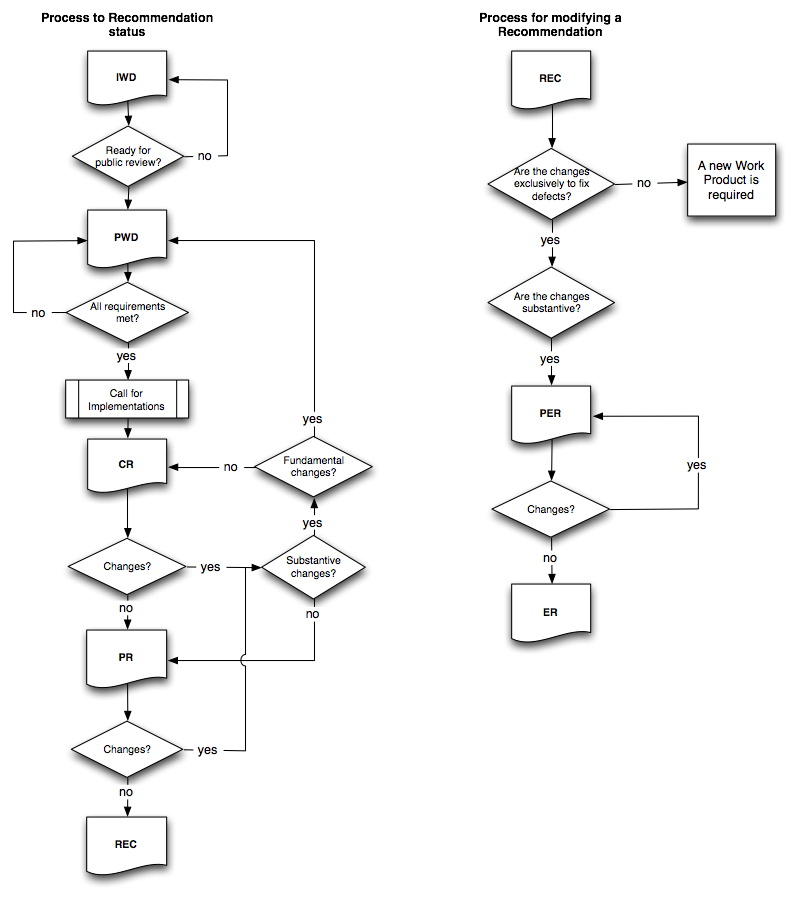 Process to Recommendation
status
IWD
Ready for
public review?
no
PWD
All requirements
met?
no
yes
Call for
Implementations
CR
no
Fundamental
changes?
yes
yes
Changes?
yes
Substantive
changes?
no
no
PR
Changes?
yes
no
REC
Process for modifying a
Recommendation
REC
Are the changes
exclusively to fix
defects?
no
A new Work
Product is
required
yes
Are the changes
substantive?
yes
PER
yes
Changes?
no
ER